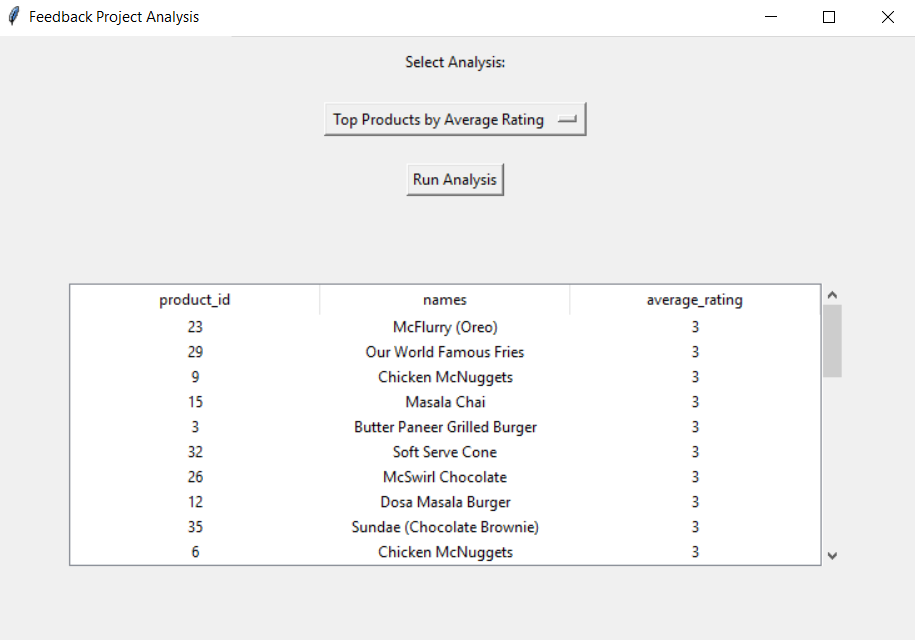 Feedback Project Analysis
Select Analysis:
Top Products by Average Rating
Run Analysis
product_id names average_rating
23 McFlurry (Oreo) 3
29 Our World Famous Fries 3
9 Chicken McNuggets 3
15 Masala Chai 3
3 Butter Paneer Grilled Burger 3
32 Soft Serve Cone 3
26 McSwirl Chocolate 3
12 Dosa Masala Burger 3
35 Sundae (Chocolate Brownie) 3
6 Chicken McNuggets 3